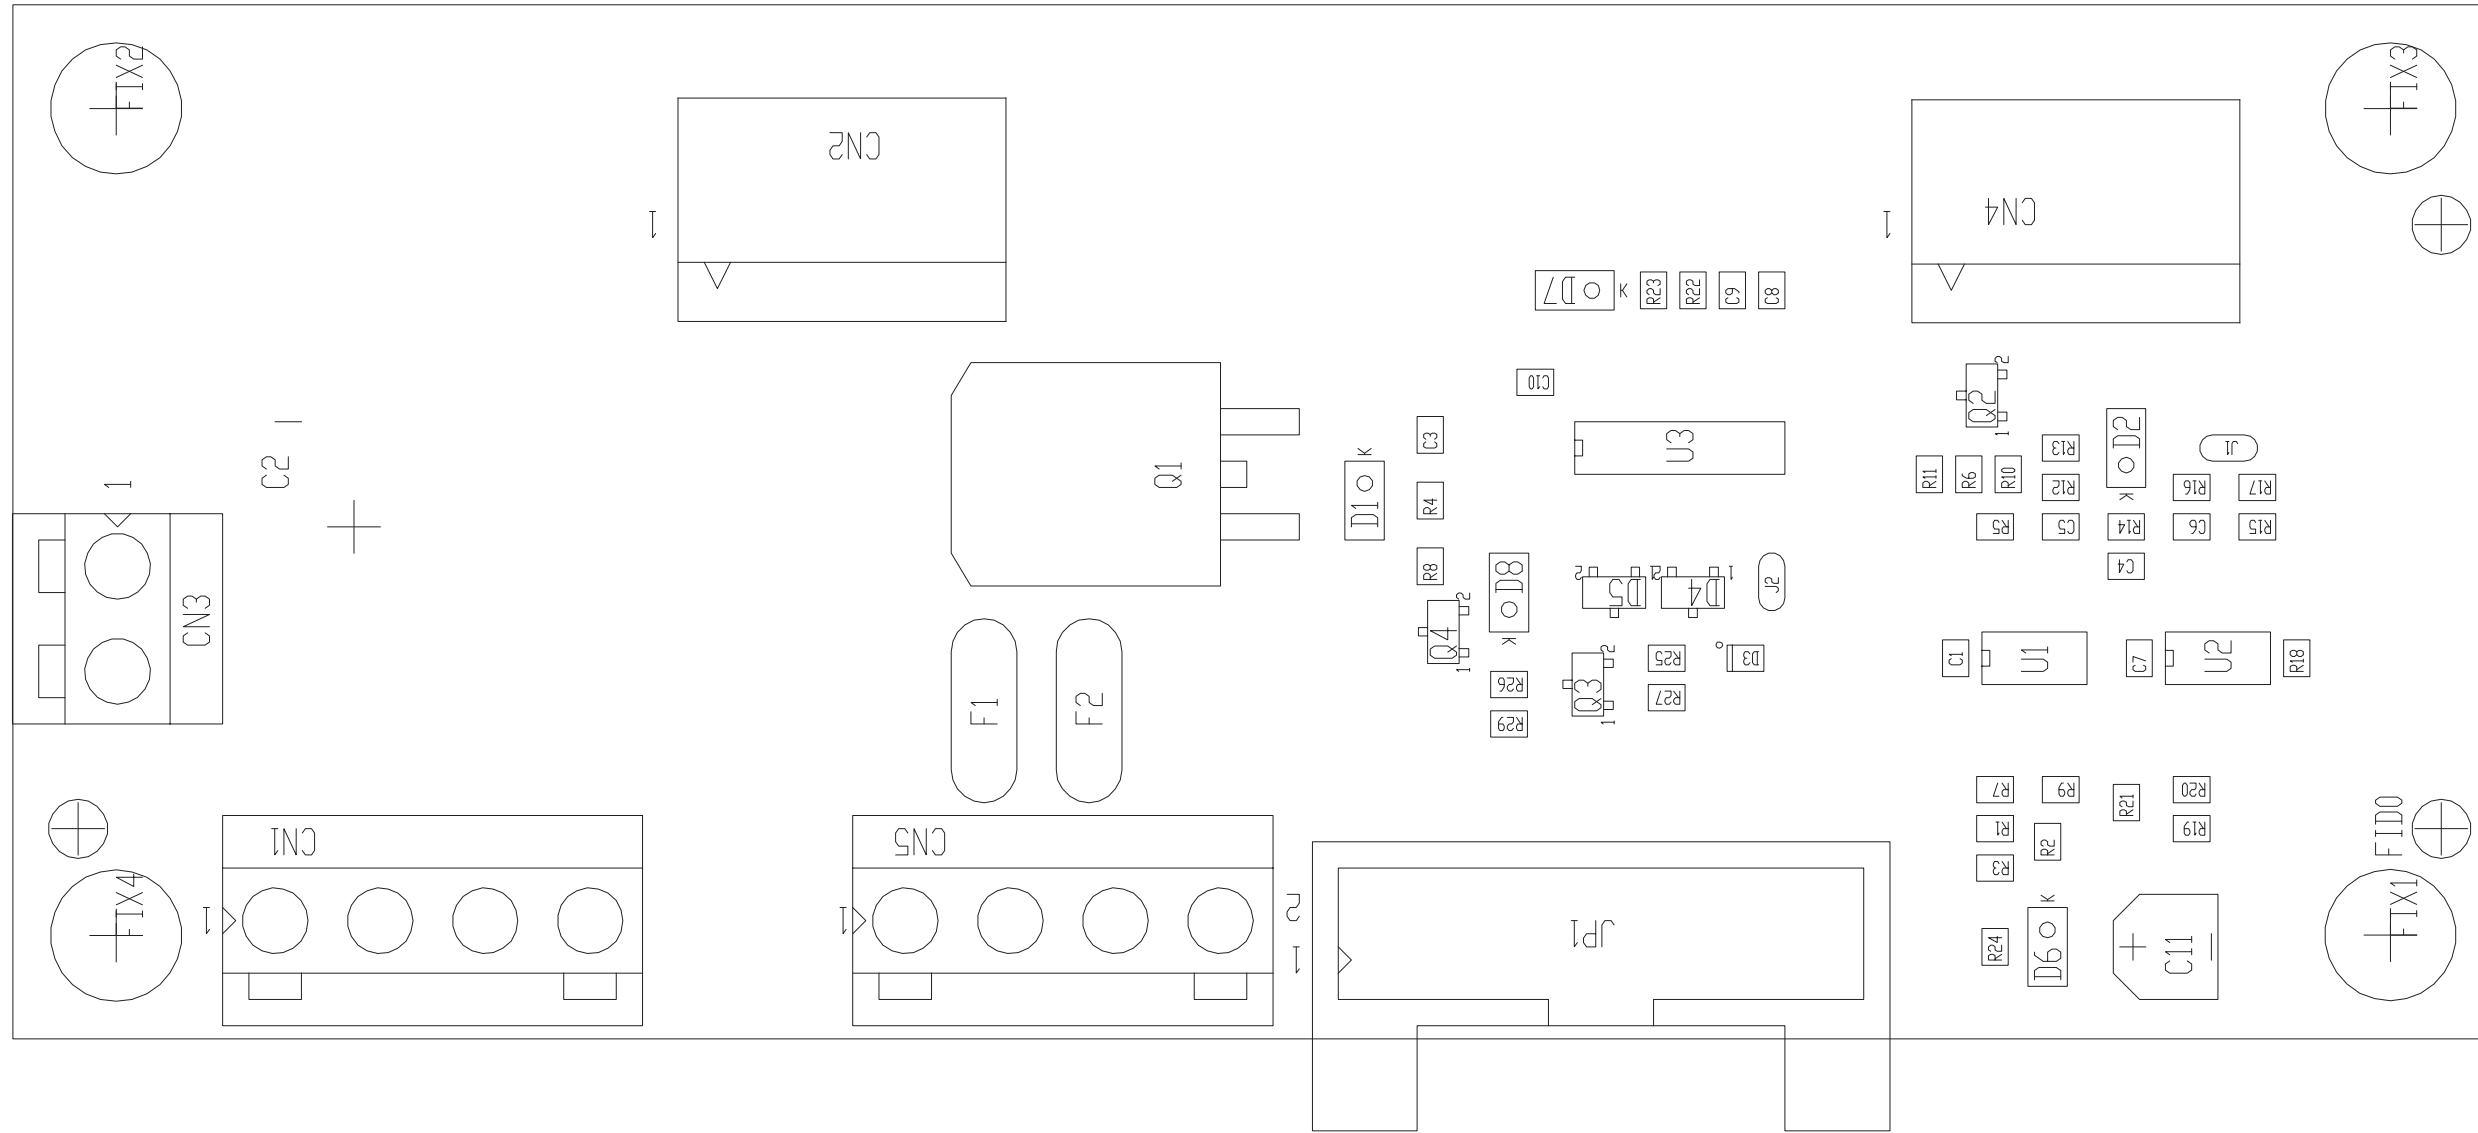 FIX2
FIX3
CN2
1
CN4
1
D7
K
R23
R22
C9
C8
C10
2
Q2
1
C2
1
Q1
K
D1
C3
R4
R8
U3
R11
R6
R10
R13
R12
R5
C5
D2
K
R14
C4
J1
R16
R17
C6
R15
CN3
2
Q4
1
D8
K
2
D5
1
2
D4
1
J2
F1
F2
R26
R29
2
Q3
1
R25
R27
D3
C1
U1
C7
U2
R18
R7
R9
R21
R20
R1
R2
R19
R3
FID0
CN1
1
CN5
1
2
1
JP1
FIX4
R24
K
D6
C11
FIX1